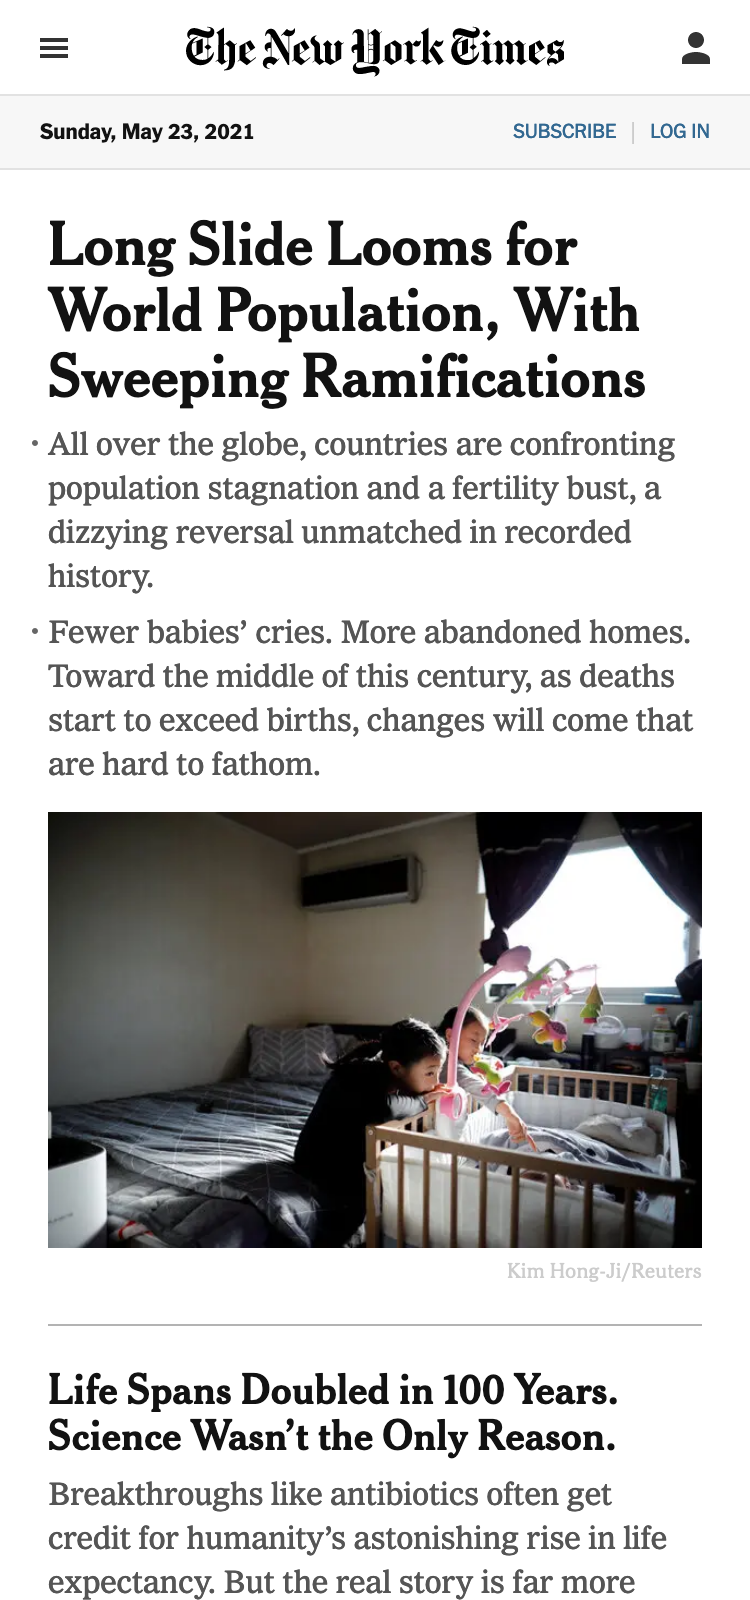 The New York Times
Sunday, May 23, 2021
SUBSCRIBE | LOG IN
Long Slide Looms for
World Population, With
Sweeping Ramifications
• All over the globe, countries are confronting
population stagnation and a fertility bust, a
dizzying reversal unmatched in recorded
history.
• Fewer babies’ cries. More abandoned homes.
Toward the middle of this century, as deaths
start to exceed births, changes will come that
are hard to fathom.
Kim Hong-Ji/Reuters
Life Spans Doubled in 100 Years.
Science Wasn’t the Only Reason.
Breakthroughs like antibiotics often get
credit for humanity’s astonishing rise in life
expectancy. But the real story is far more